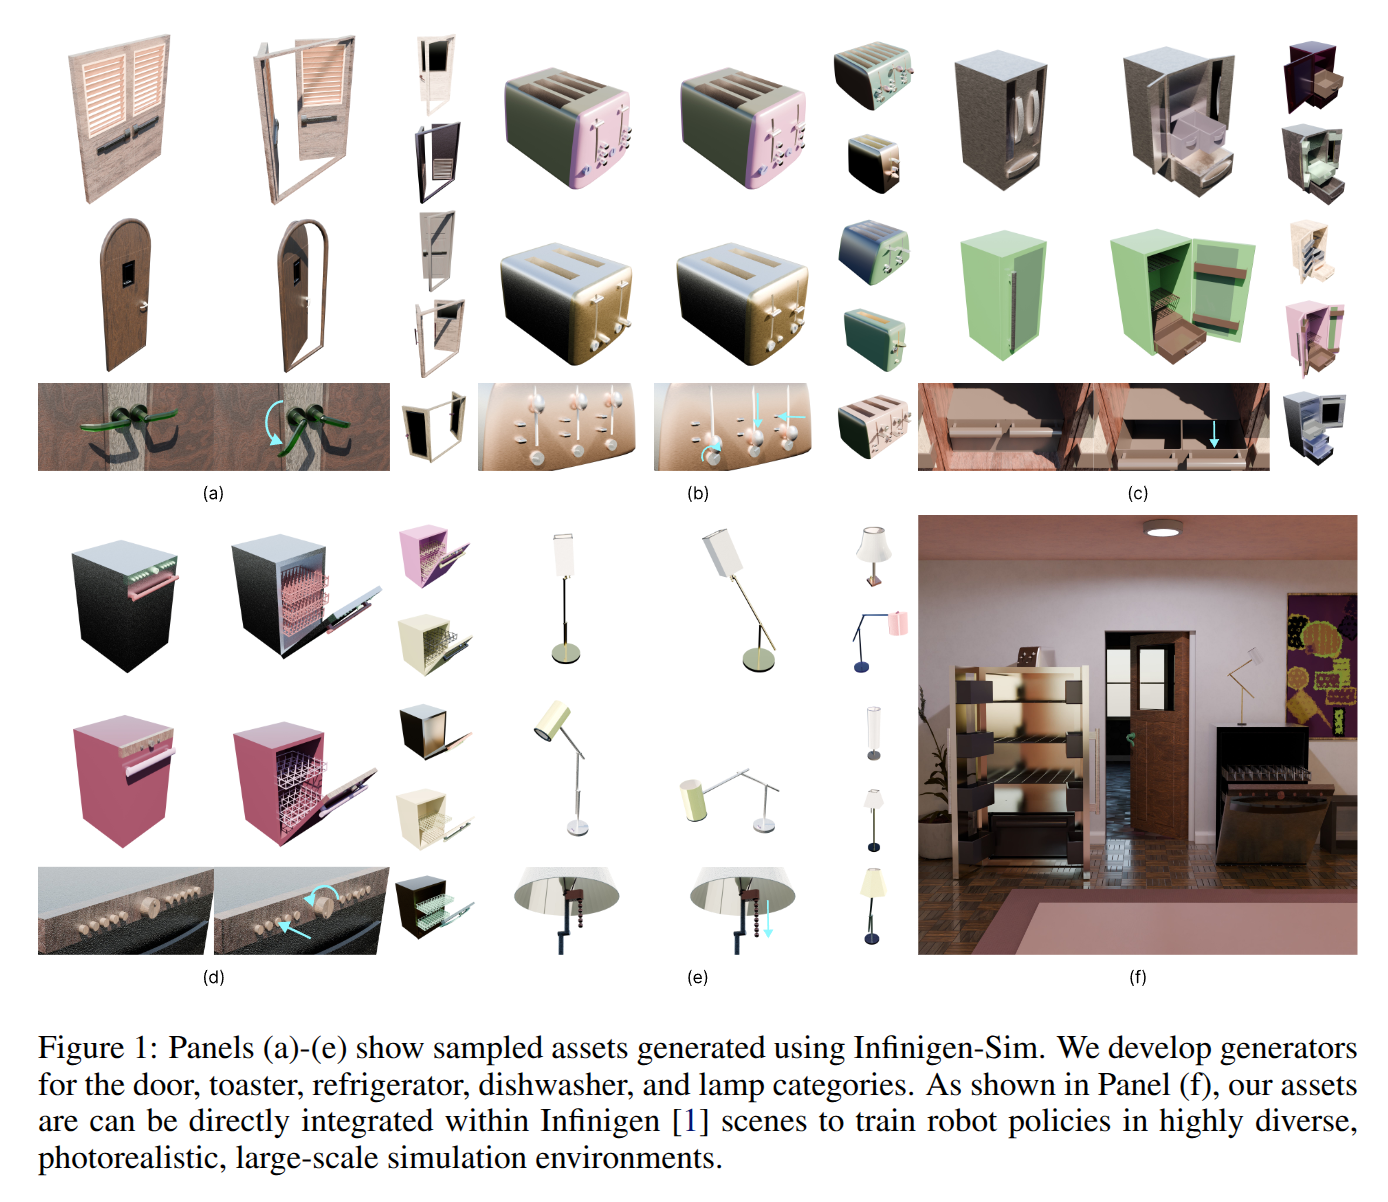 (a)
(b)
(c)
(d)
(e)
(f)
Figure 1: Panels (a)-(e) show sampled assets generated using Infinigen-Sim. We develop generators
for the door, toaster, refrigerator, dishwasher, and lamp categories. As shown in Panel (f), our assets
are can be directly integrated within Infinigen [1] scenes to train robot policies in highly diverse,
photorealistic, large-scale simulation environments.